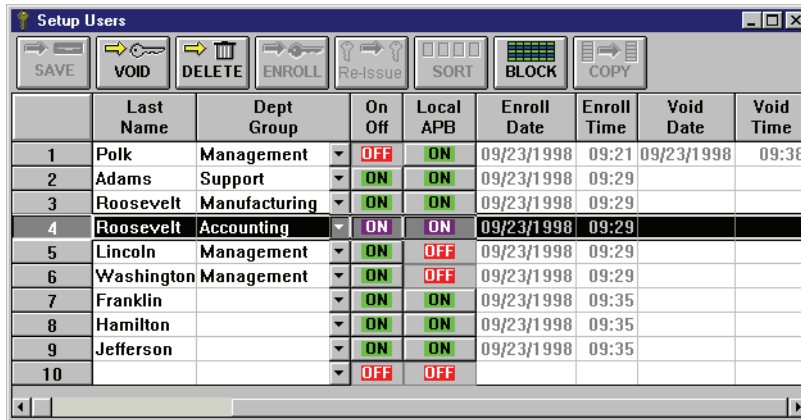 Setup Users
SAVE VOID DELETE ENROLL Re-Issue SORT BLOCK COPY
Last Name Dept Group On Off Local APB Enroll Date Enroll Time Void Date Void Time
1 Polk Management OFF ON 09/23/1998 09:21 09/23/1998 09:38
2 Adams Support ON ON 09/23/1998 09:29
3 Roosevelt Manufacturing ON ON 09/23/1998 09:29
4 Roosevelt Accounting ON ON 09/23/1998 09:29
5 Lincoln Management ON OFF 09/23/1998 09:29
6 Washington Management ON OFF 09/23/1998 09:29
7 Franklin ON ON 09/23/1998 09:35
8 Hamilton ON ON 09/23/1998 09:35
9 Jefferson ON ON 09/23/1998 09:35
10 OFF OFF